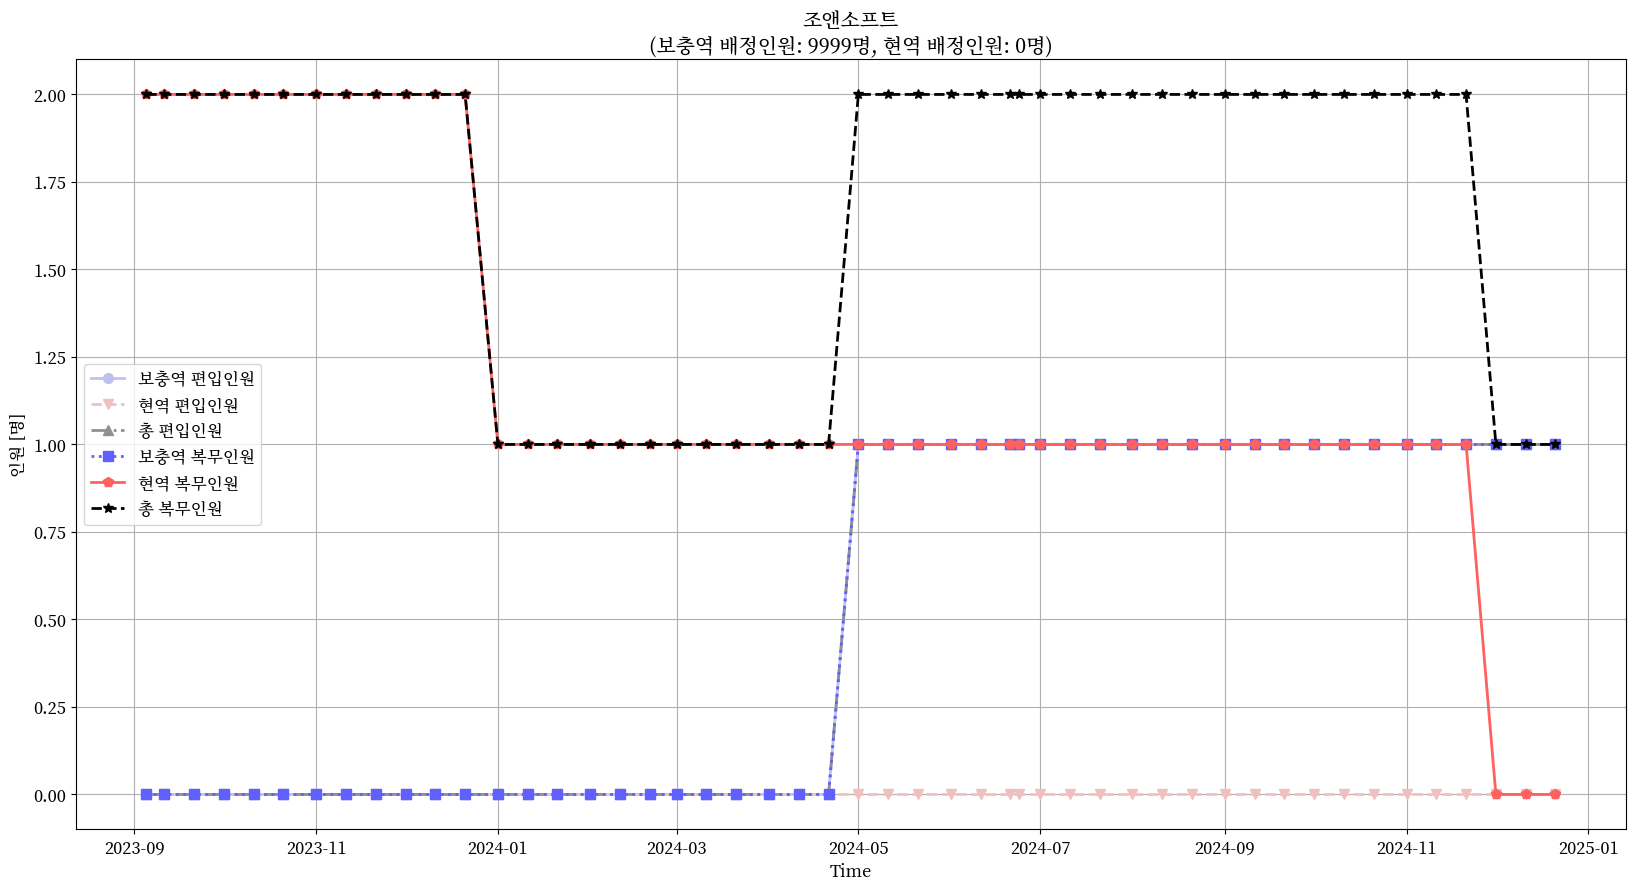 조앤소프트
(보충역 배정인원: 9999명, 현역 배정인원: 0명)
2.00
1.75
1.50
1.25
1.00
0.75
0.50
0.25
0.00
인원 [명]
보충역 편입인원
현역 편입인원
총 편입인원
보충역 복무인원
현역 복무인원
총 복무인원
2023-09
2023-11
2024-01
2024-03
2024-05
2024-07
2024-09
2024-11
2025-01
Time